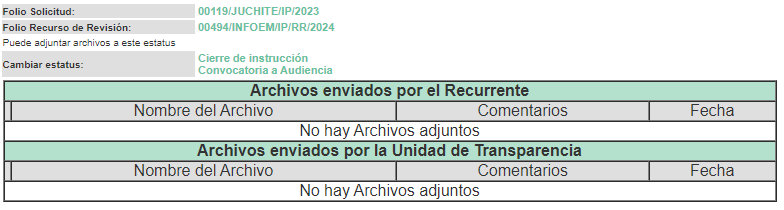 Folio Solicitud: 00119/JUCHITE/IP/2023
Folio Recurso de Revisión: 00494/INFOEM/IP/RR/2024
Puede adjuntar archivos a este estatus
Cambiar estatus: Cierre de instrucción
Convocatoria a Audiencia
Archivos enviados por el Recurrente
Nombre del Archivo Comentarios Fecha
No hay Archivos adjuntos
Archivos enviados por la Unidad de Transparencia
Nombre del Archivo Comentarios Fecha
No hay Archivos adjuntos